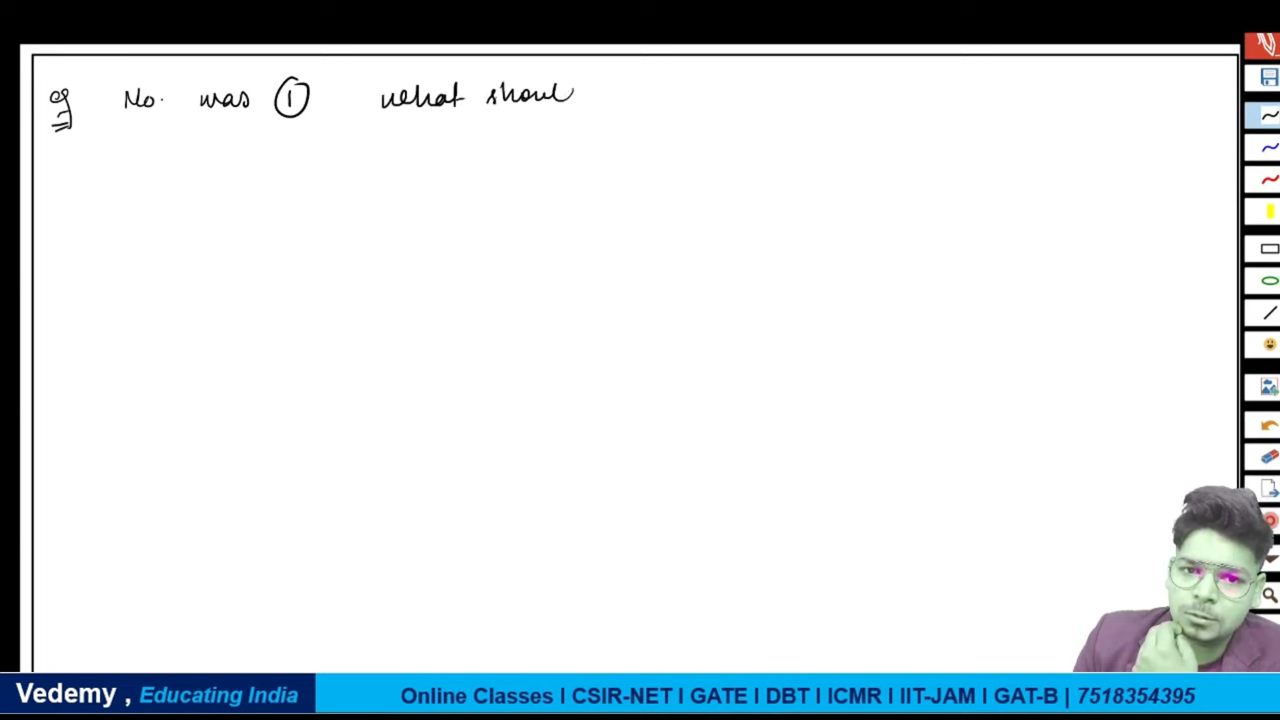 eg No. was ① what shoul
Vedemy , Educating India
Online Classes I CSIR-NET I GATE I DBT I ICMR I IIT-JAM I GAT-B | 7518354395